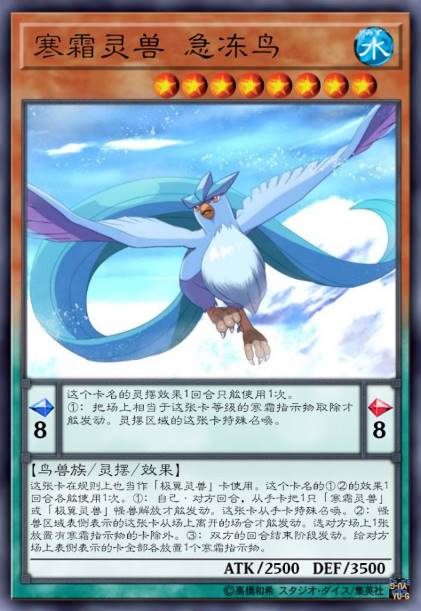 寒霜灵兽 急冻鸟
水
这个卡名的灵摆效果1回合只能使用1次。
①：把场上相当于这张卡等级的寒霜指示物取除才
能发动。灵摆区域的这张卡特殊召唤。
8
8
【鸟兽族/灵摆/效果】
这张卡在规则上也当作「极翼灵兽」卡使用。这个卡名的①②的效果1
回合各能使用1次。①：自己·对方回合，从手卡把1只「寒霜灵兽」
或「极翼灵兽」怪兽解放才能发动。这张卡从手卡特殊召唤。②：怪
兽区域表侧表示的这张卡从场上离开的场合才能发动。选对方场上1张
放置有寒霜指示物的卡除外。③：双方的回合结束阶段发动。给对方
场上表侧表示的卡全部各放置1个寒霜指示物。
ATK/2500 DEF/3500
©高橋和希 スタジオ・ダイス/集英社